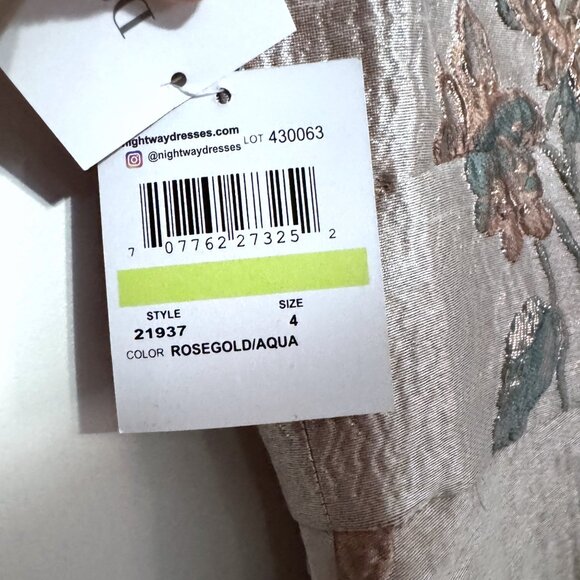 nightwaydresses.com
LOT 430063
@nightwaydresses
7 07762 27325 2
STYLE SIZE
21937 4
COLOR ROSEGOLD/AQUA